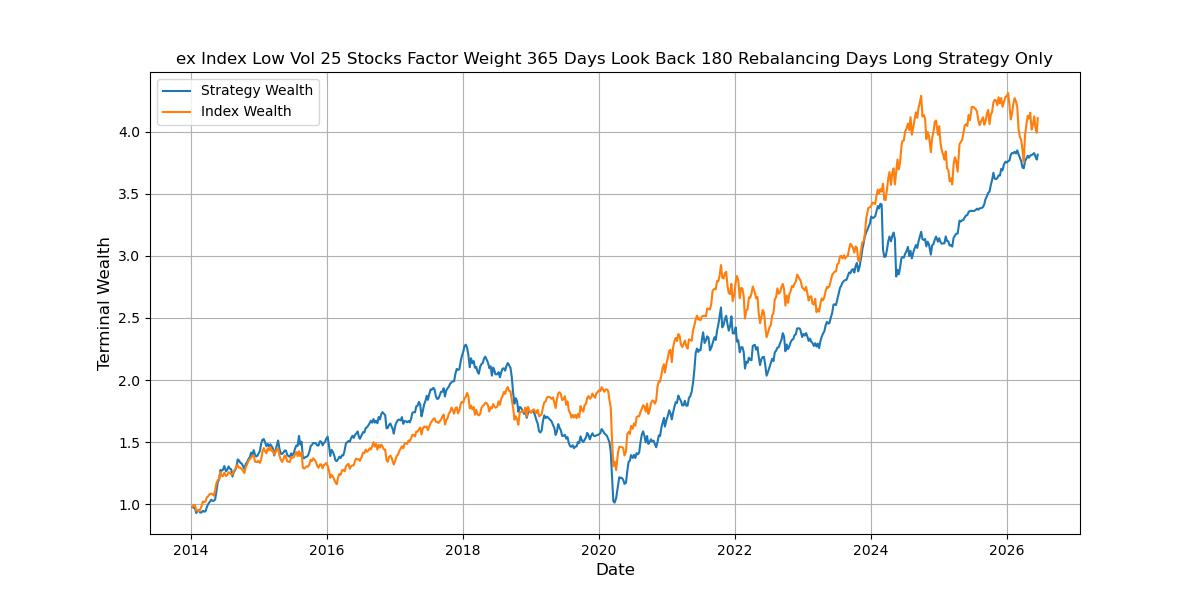 ex Index Low Vol 25 Stocks Factor Weight 365 Days Look Back 180 Rebalancing Days Long Strategy Only
Strategy Wealth
Index Wealth
Terminal Wealth
4.0
3.5
3.0
2.5
2.0
1.5
1.0
2014
2016
2018
2020
2022
2024
2026
Date